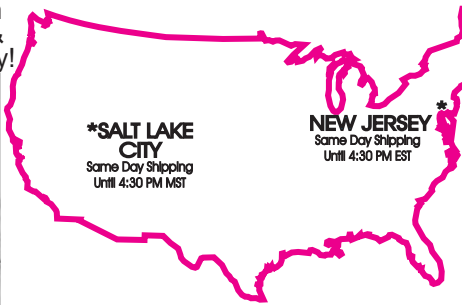 &
y!
*SALT LAKE
CITY
Same Day Shipping
Until 4:30 PM MST
*
NEW JERSEY
Same Day Shipping
Until 4:30 PM EST